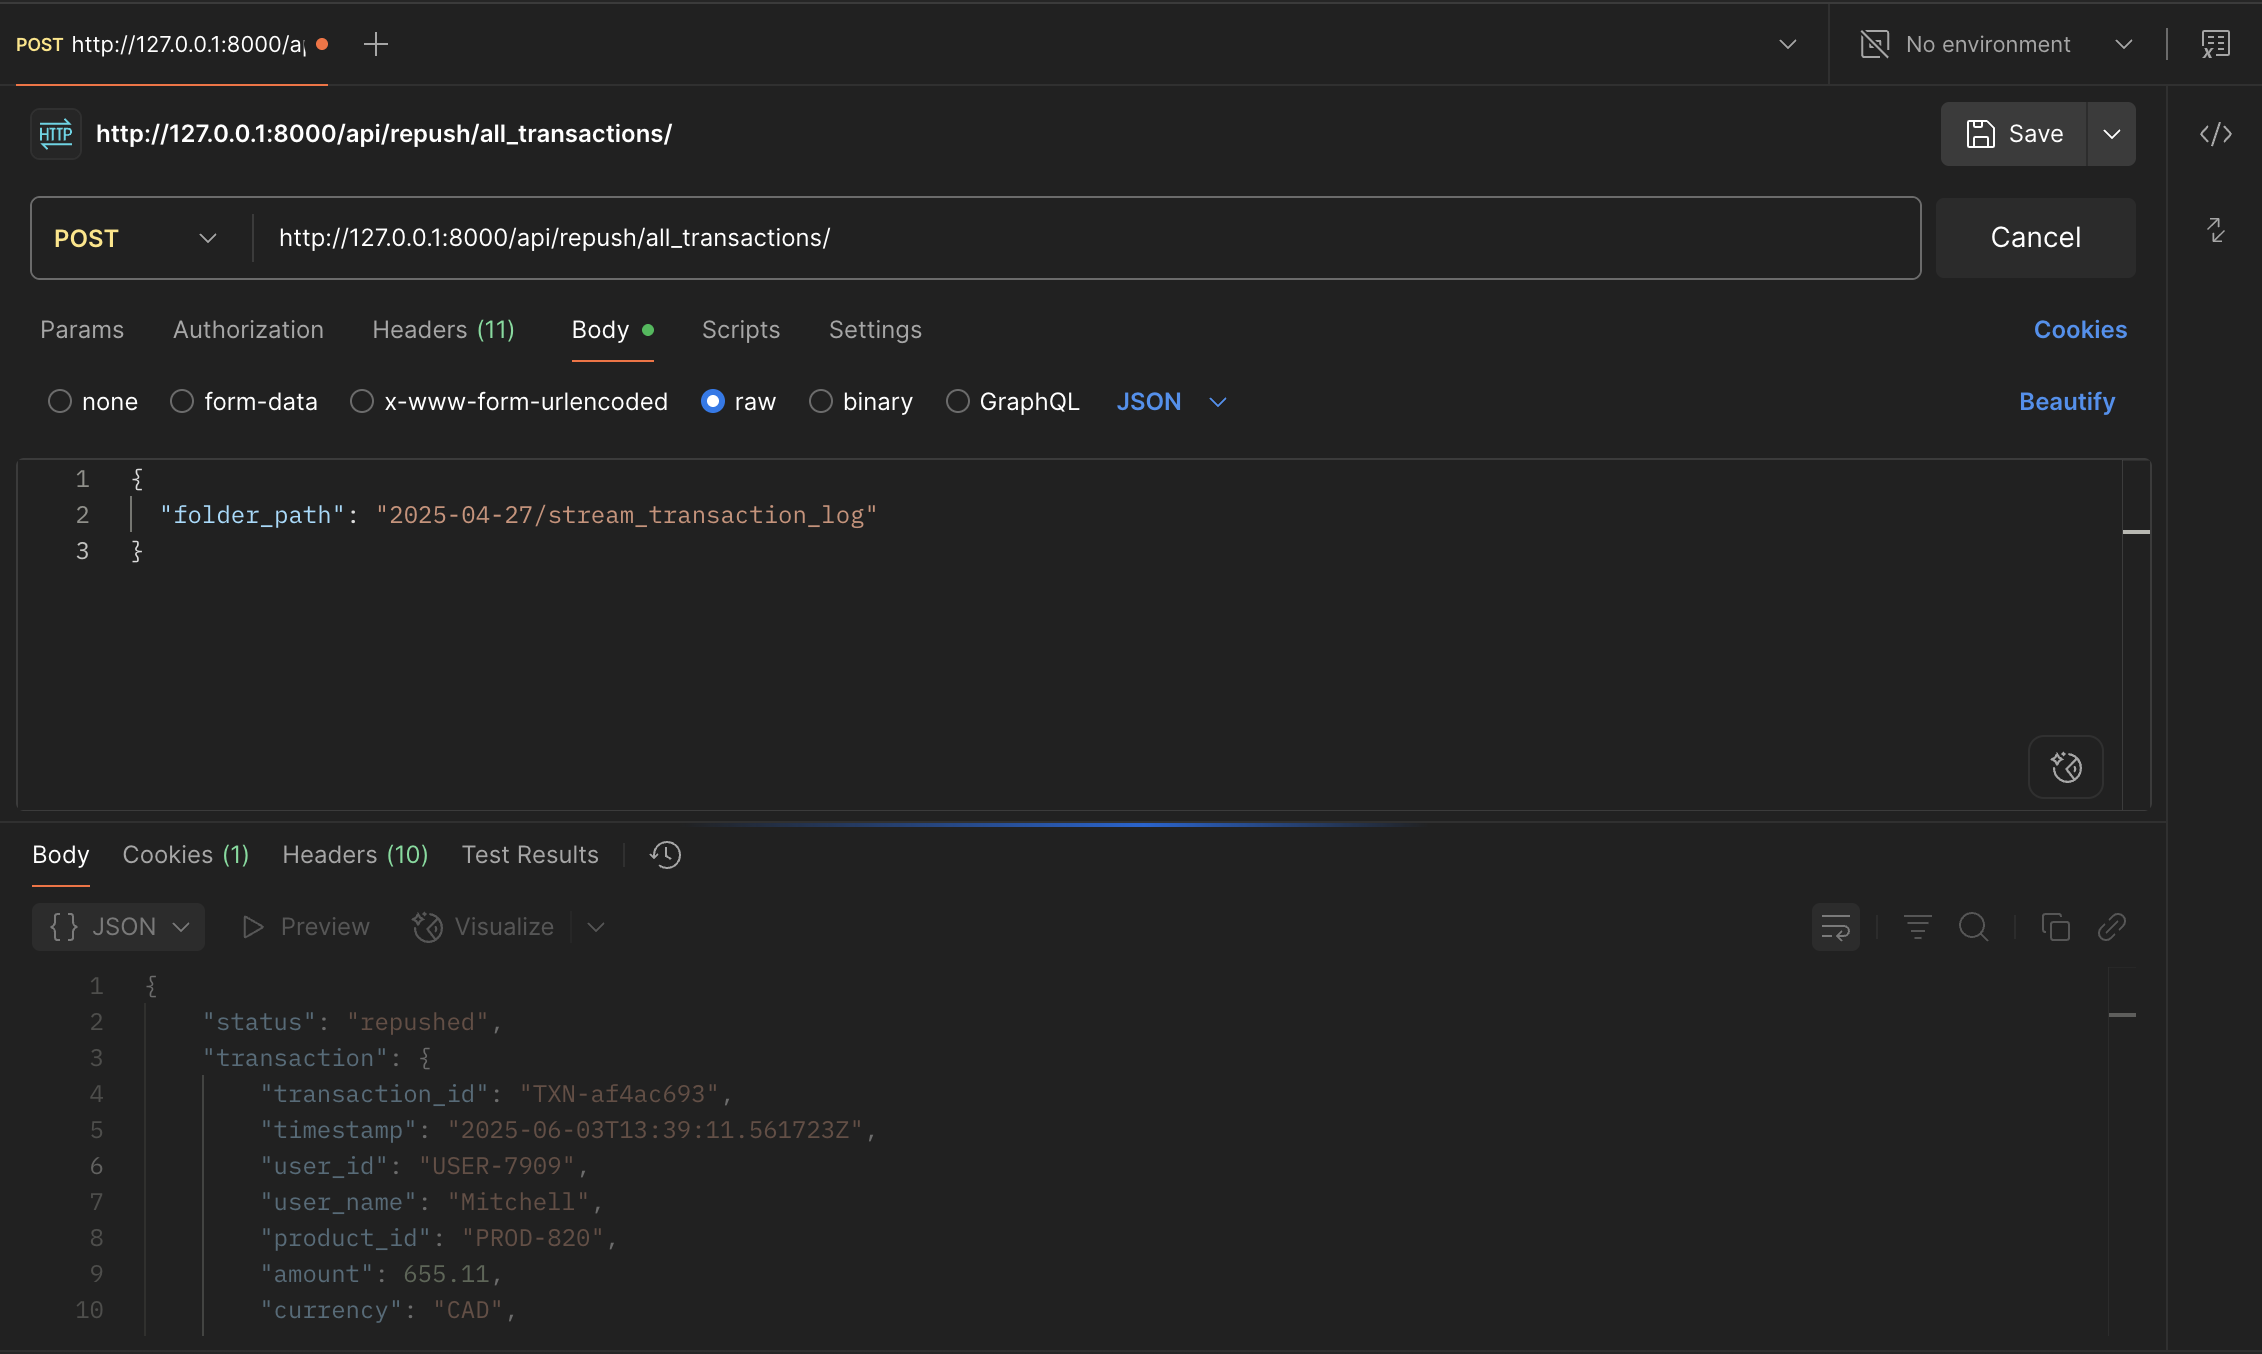 POST http://127.0.0.1:8000/a
No environment
HTTP http://127.0.0.1:8000/api/repush/all_transactions/
Save
POST http://127.0.0.1:8000/api/repush/all_transactions/
Cancel
Params Authorization Headers (11) Body Scripts Settings Cookies
none form-data x-www-form-urlencoded raw binary GraphQL JSON Beautify
1 {
2 "folder_path": "2025-04-27/stream_transaction_log"
3 }
Body Cookies (1) Headers (10) Test Results
{} JSON Preview Visualize
1 {
2 "status": "repushed",
3 "transaction": {
4 "transaction_id": "TXN-af4ac693",
5 "timestamp": "2025-06-03T13:39:11.561723Z",
6 "user_id": "USER-7909",
7 "user_name": "Mitchell",
8 "product_id": "PROD-820",
9 "amount": 655.11,
10 "currency": "CAD",